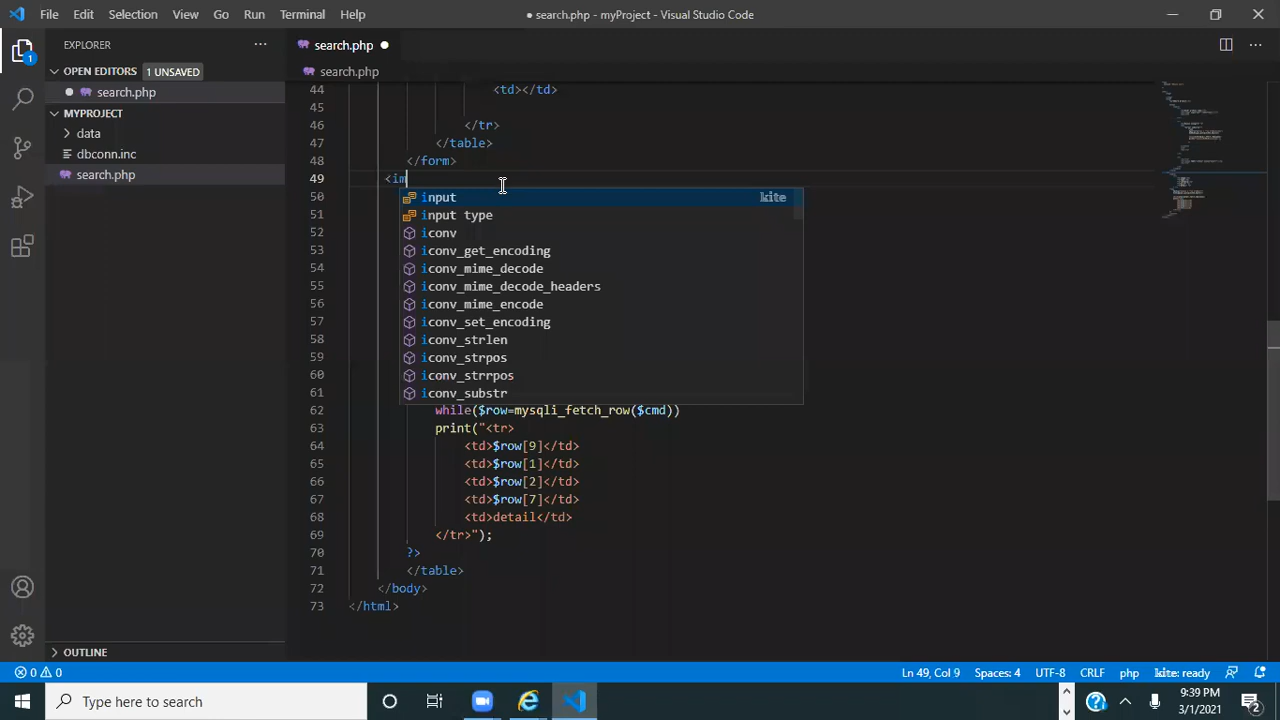 File Edit Selection View Go Run Terminal Help
● search.php - myProject - Visual Studio Code
EXPLORER
OPEN EDITORS 1 UNSAVED
search.php
MYPROJECT
data
dbconn.inc
search.php
OUTLINE
1
search.php
search.php
44 <td></td>
45
46 </tr>
47 </table>
48 </form>
49 <im
50
51
52
53
54
55
56
57
58
59
60
61
input kite
input type
iconv
iconv_get_encoding
iconv_mime_decode
iconv_mime_decode_headers
iconv_mime_encode
iconv_set_encoding
iconv_strlen
iconv_strpos
iconv_strrpos
iconv_substr
62 while($row=mysqli_fetch_row($cmd))
63 print("<tr>
64 <td>$row[9]</td>
65 <td>$row[1]</td>
66 <td>$row[2]</td>
67 <td>$row[7]</td>
68 <td>detail</td>
69 </tr>");
70 ?>
71 </table>
72 </body>
73 </html>
0 0
Ln 49, Col 9 Spaces: 4 UTF-8 CRLF php kite: ready
Type here to search
9:39 PM
3/1/2021
2